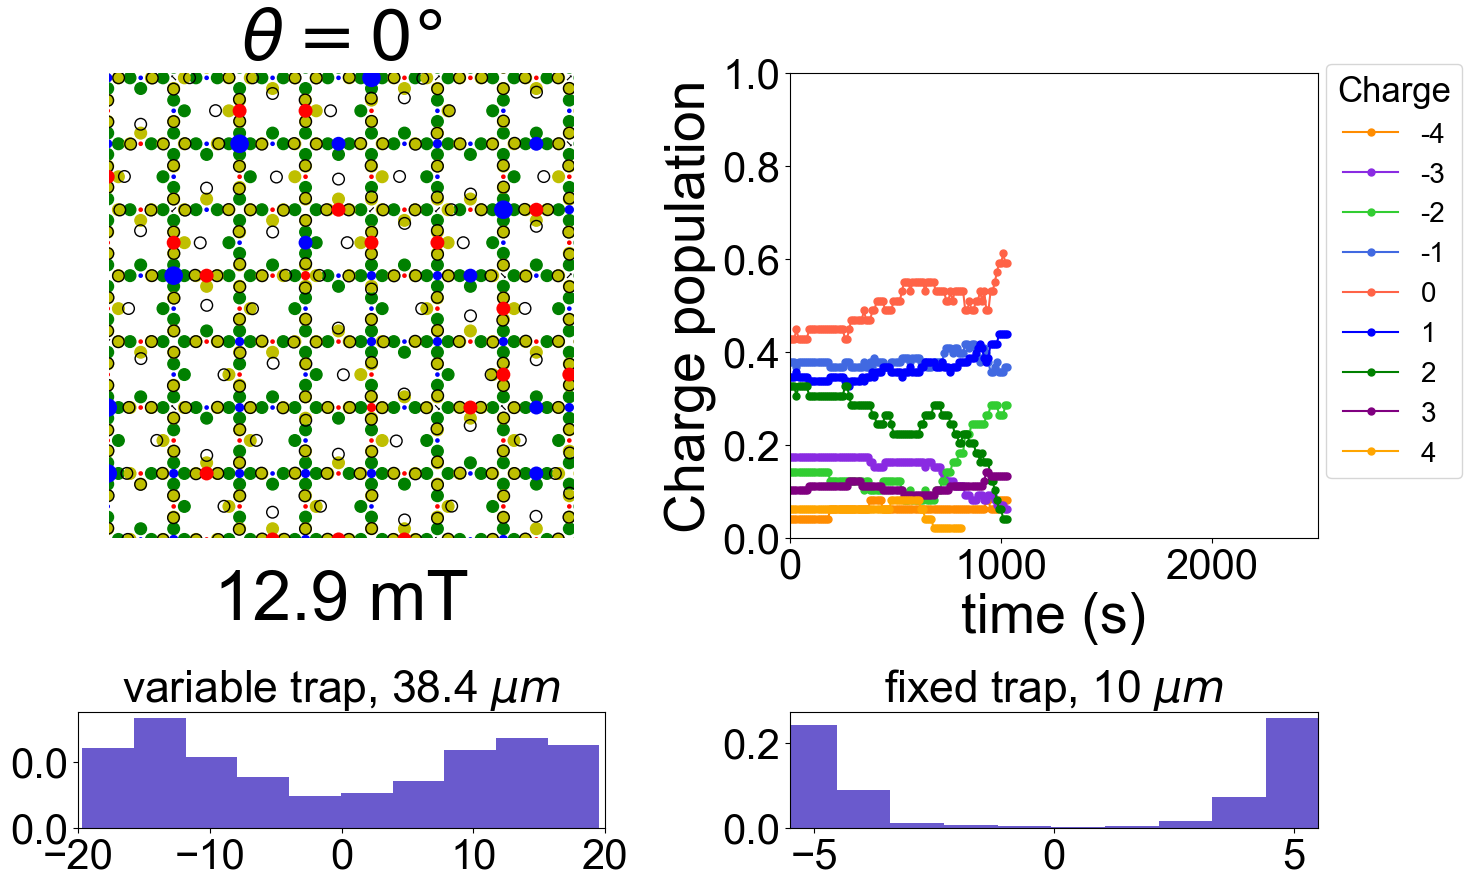 θ = 0°
12.9 mT
1.0
0.8
0.6
0.4
0.2
0.0
Charge population
0 1000 2000
time (s)
Charge
-4
-3
-2
-1
0
1
2
3
4
variable trap, 38.4 μm
0.0
0.0
−20 −10 0 10 20
fixed trap, 10 μm
0.2
0.0
−5 0 5